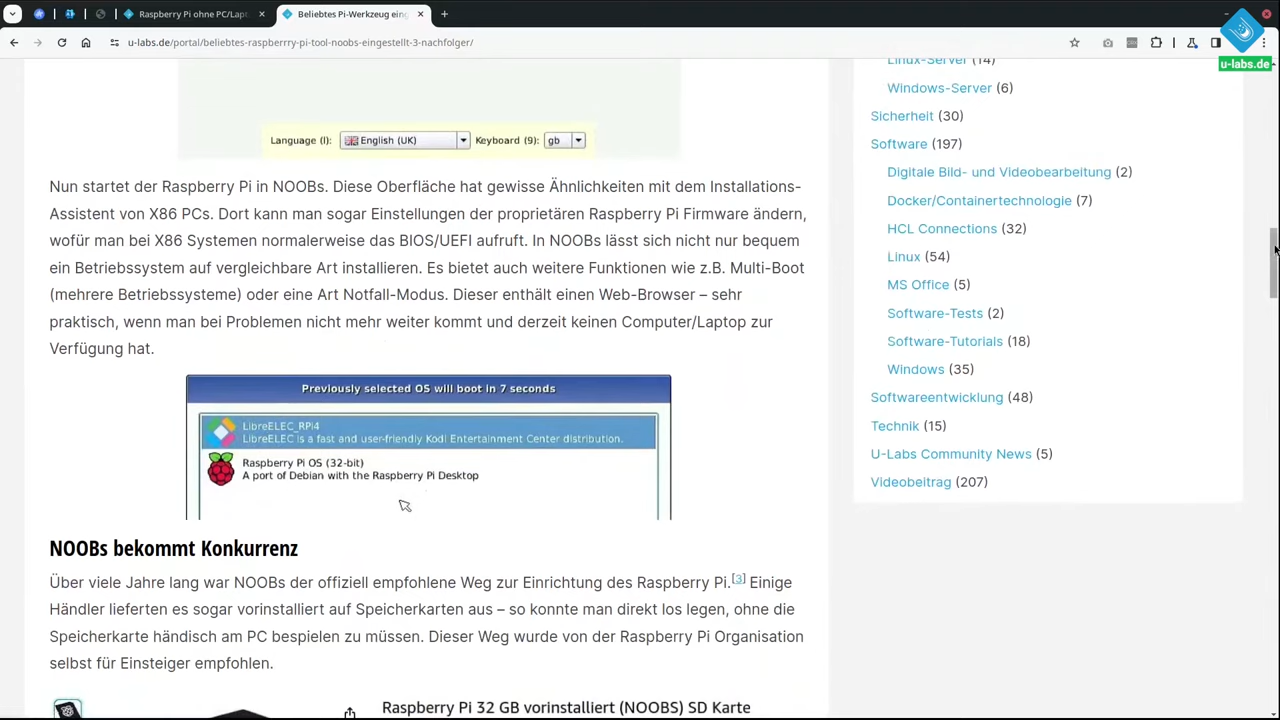 Raspberry Pi ohne PC/Lapt
Beliebtes Pi-Werkzeug eing
u-labs.de/portal/beliebtes-raspberrry-pi-tool-noobs-eingestellt-3-nachfolger/
u-labs.de
Language (l): English (UK) Keyboard (9): gb
Nun startet der Raspberry Pi in NOOBs. Diese Oberfläche hat gewisse Ähnlichkeiten mit dem Installations-
Assistent von X86 PCs. Dort kann man sogar Einstellungen der proprietären Raspberry Pi Firmware ändern,
wofür man bei X86 Systemen normalerweise das BIOS/UEFI aufruft. In NOOBs lässt sich nicht nur bequem
ein Betriebssystem auf vergleichbare Art installieren. Es bietet auch weitere Funktionen wie z.B. Multi-Boot
(mehrere Betriebssysteme) oder eine Art Notfall-Modus. Dieser enthält einen Web-Browser – sehr
praktisch, wenn man bei Problemen nicht mehr weiter kommt und derzeit keinen Computer/Laptop zur
Verfügung hat.
Previously selected OS will boot in 7 seconds
LibreELEC_RPi4
LibreELEC is a fast and user-friendly Kodi Entertainment Center distribution.
Raspberry Pi OS (32-bit)
A port of Debian with the Raspberry Pi Desktop
NOOBs bekommt Konkurrenz
Über viele Jahre lang war NOOBs der offiziell empfohlene Weg zur Einrichtung des Raspberry Pi.[3] Einige
Händler lieferten es sogar vorinstalliert auf Speicherkarten aus – so konnte man direkt los legen, ohne die
Speicherkarte händisch am PC bespielen zu müssen. Dieser Weg wurde von der Raspberry Pi Organisation
selbst für Einsteiger empfohlen.
Raspberry Pi 32 GB vorinstalliert (NOOBS) SD Karte
Linux-Server (14)
Windows-Server (6)
Sicherheit (30)
Software (197)
Digitale Bild- und Videobearbeitung (2)
Docker/Containertechnologie (7)
HCL Connections (32)
Linux (54)
MS Office (5)
Software-Tests (2)
Software-Tutorials (18)
Windows (35)
Softwareentwicklung (48)
Technik (15)
U-Labs Community News (5)
Videobeitrag (207)